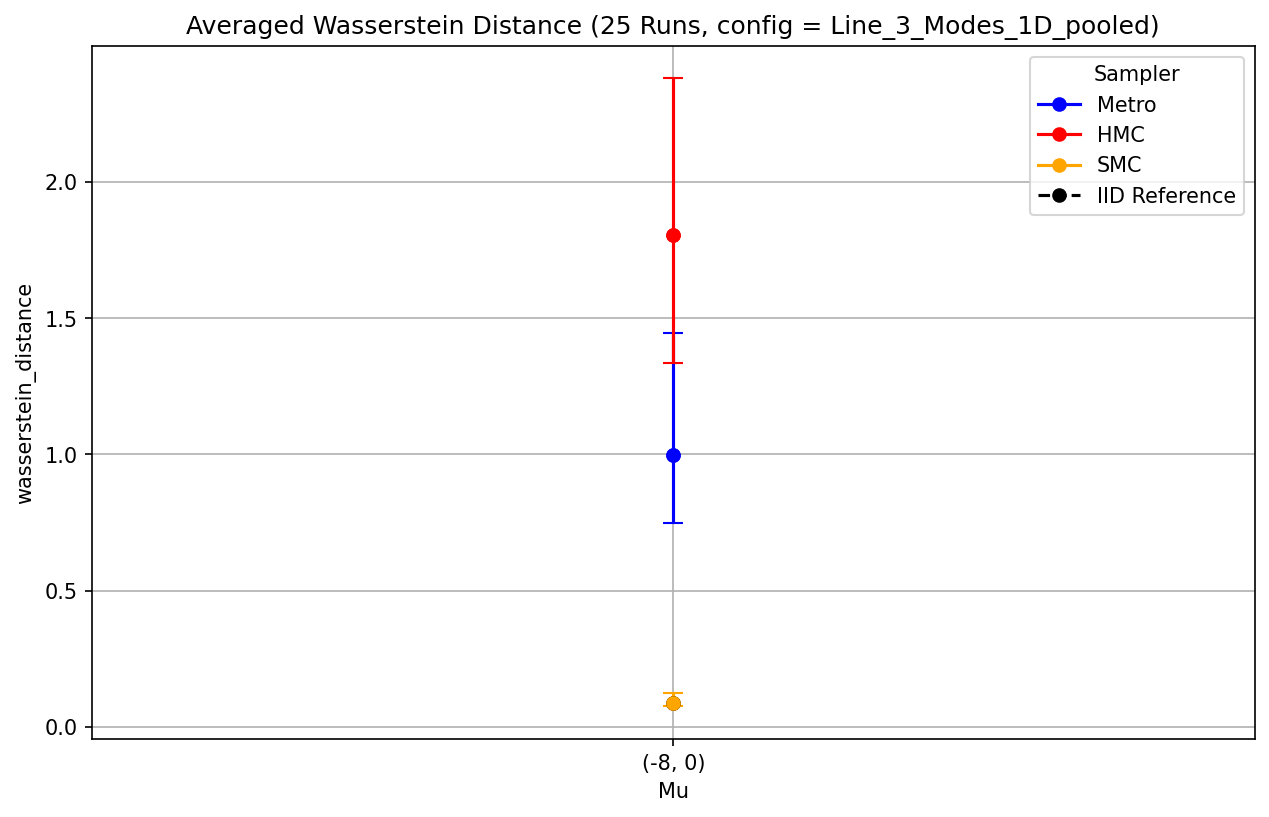 Averaged Wasserstein Distance (25 Runs, config = Line_3_Modes_1D_pooled)
Sampler
Metro
HMC
SMC
IID Reference
wasserstein_distance
2.0
1.5
1.0
0.5
0.0
(-8, 0)
Mu